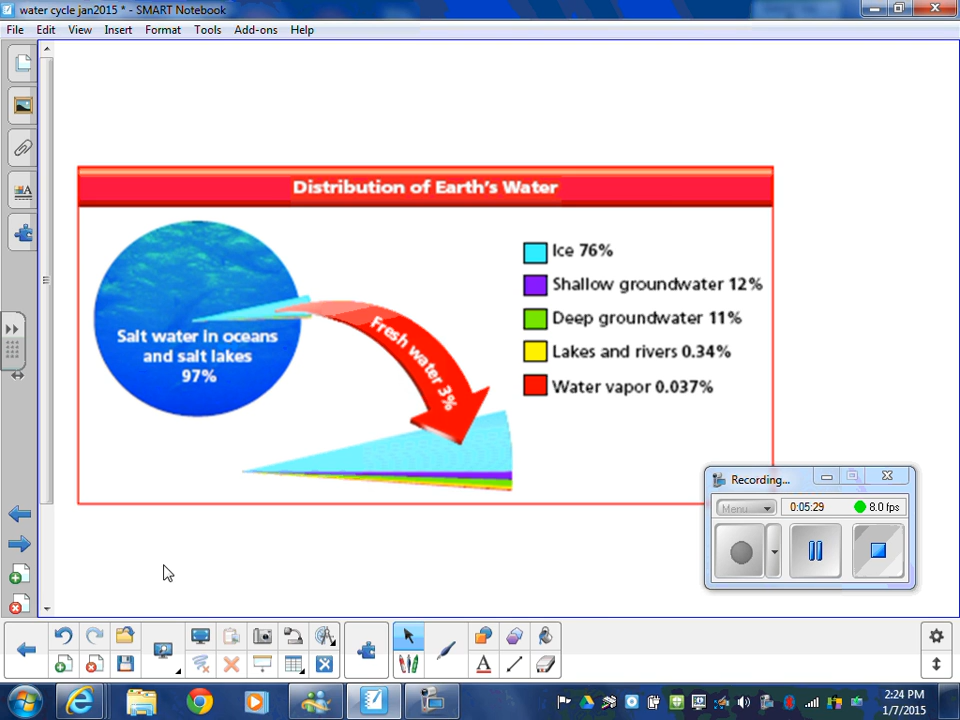 water cycle jan2015 * - SMART Notebook
File Edit View Insert Format Tools Add-ons Help
Distribution of Earth's Water
Ice 76%
Shallow groundwater 12%
Deep groundwater 11%
Lakes and rivers 0.34%
Water vapor 0.037%
Salt water in oceans
and salt lakes
97%
Fresh water 3%
Recording...
Menu
0:05:29
8.0 fps
2:24 PM
1/7/2015